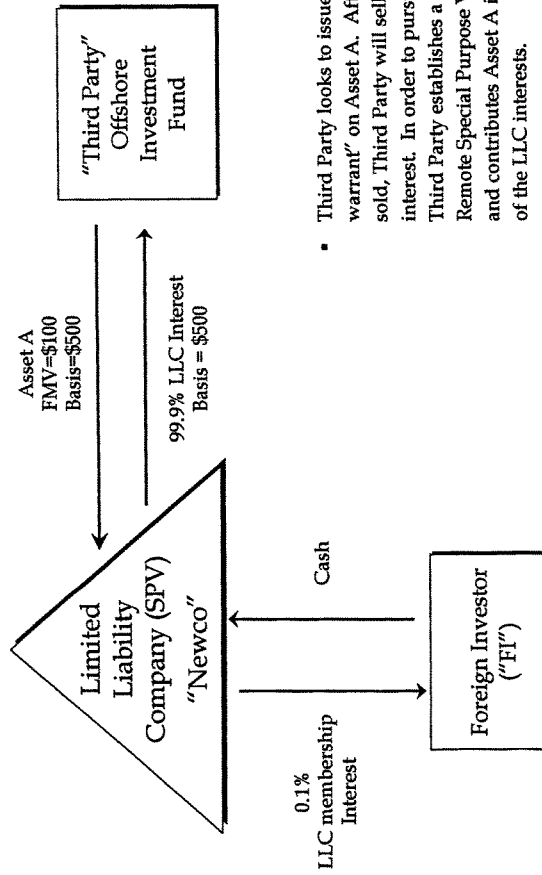 Asset A
FMV=$100
Basis=$500
"Third Party"
Offshore
Investment
Fund
99.9% LLC Interest
Basis = $500
Limited
Liability
Company (SPV)
"Newco"
0.1%
LLC membership
Interest
Cash
Foreign Investor
("FI")
▪ Third Party looks to issue
warrant" on Asset A. Aft
sold, Third Party will sell
interest. In order to purs
Third Party establishes a
Remote Special Purpose V
and contributes Asset A i
of the LLC interests.